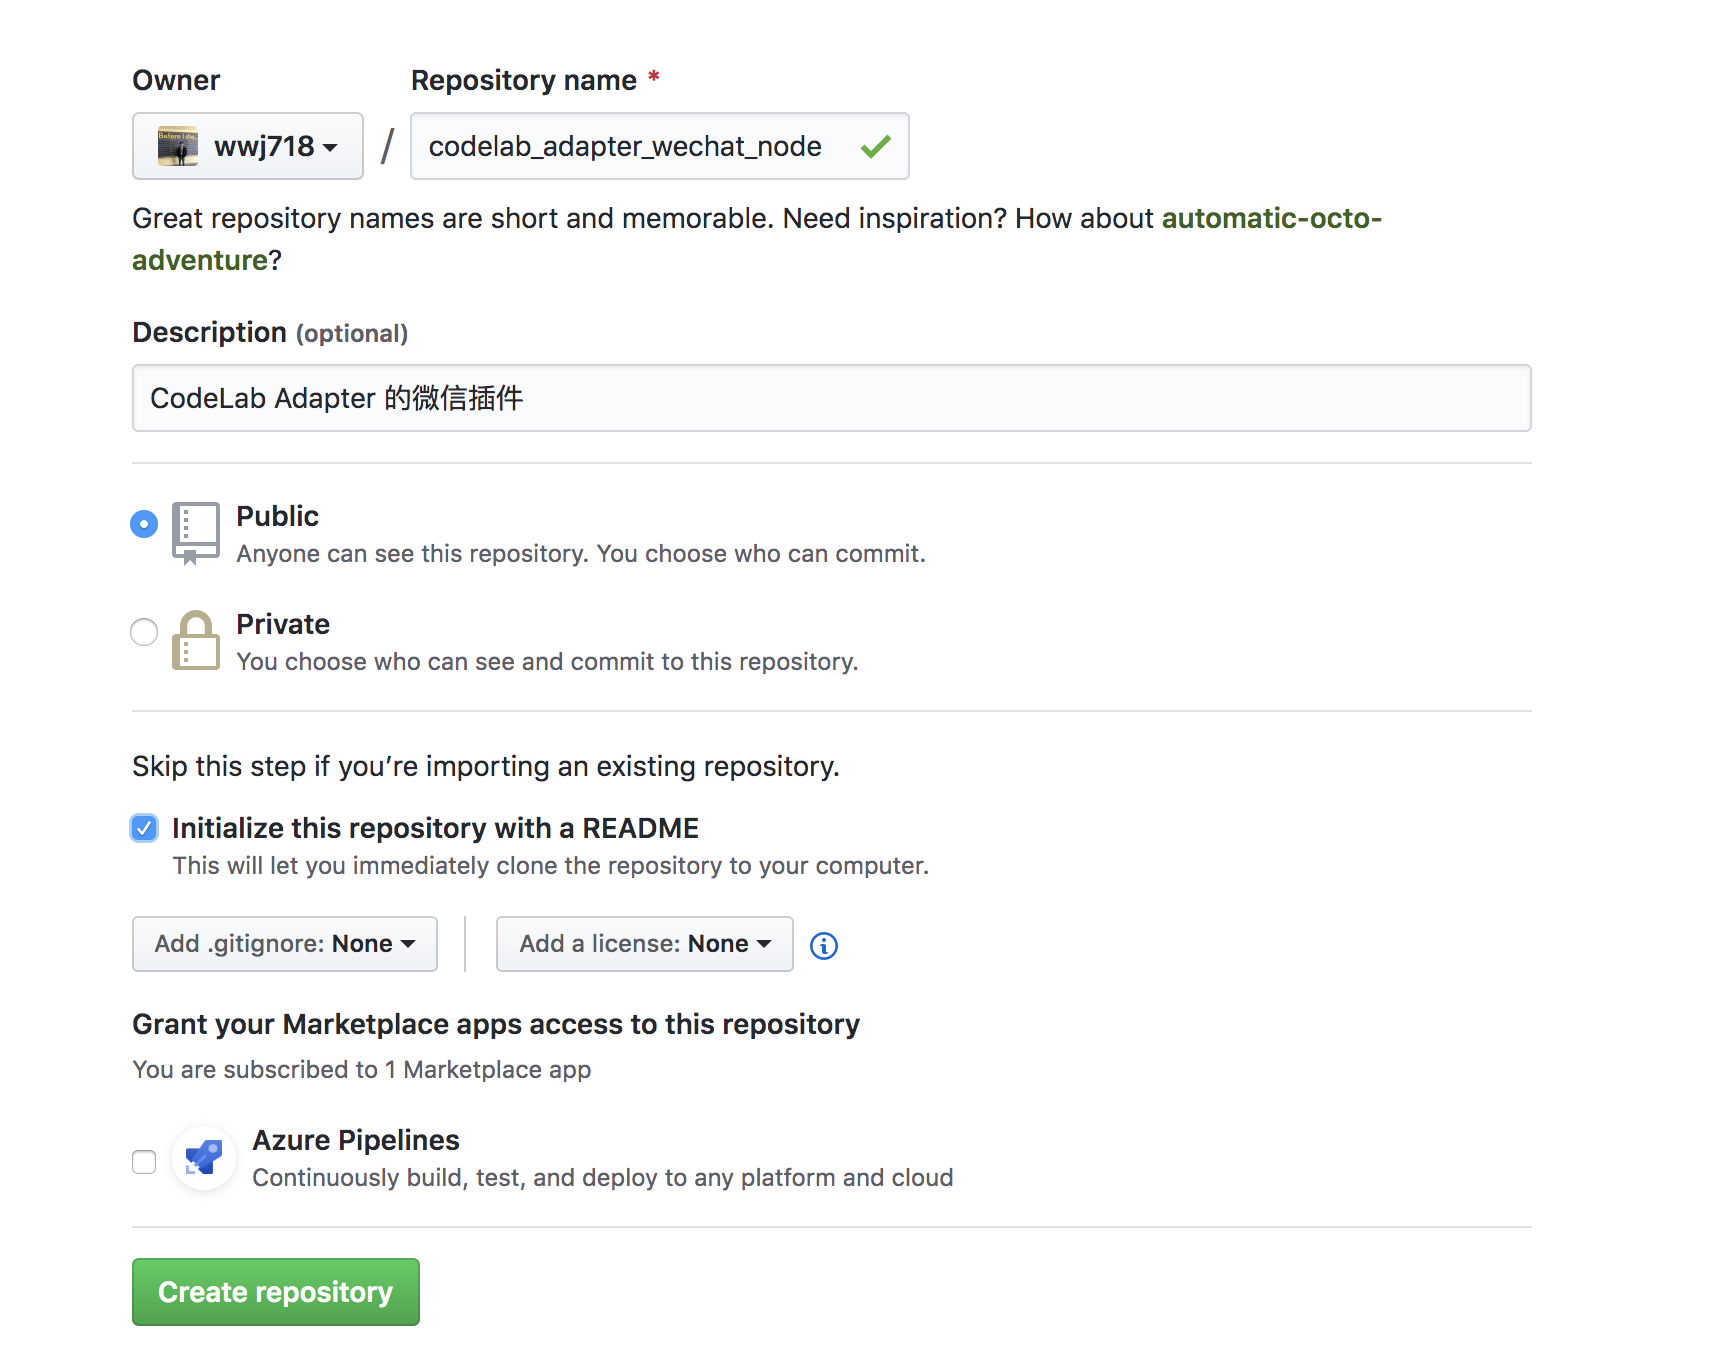 Owner
Repository name *
wwj718
/
codelab_adapter_wechat_node
Great repository names are short and memorable. Need inspiration? How about automatic-octo-
adventure?
Description (optional)
CodeLab Adapter 的微信插件
Public
Anyone can see this repository. You choose who can commit.
Private
You choose who can see and commit to this repository.
Skip this step if you’re importing an existing repository.
Initialize this repository with a README
This will let you immediately clone the repository to your computer.
Add .gitignore: None
Add a license: None
Grant your Marketplace apps access to this repository
You are subscribed to 1 Marketplace app
Azure Pipelines
Continuously build, test, and deploy to any platform and cloud
Create repository